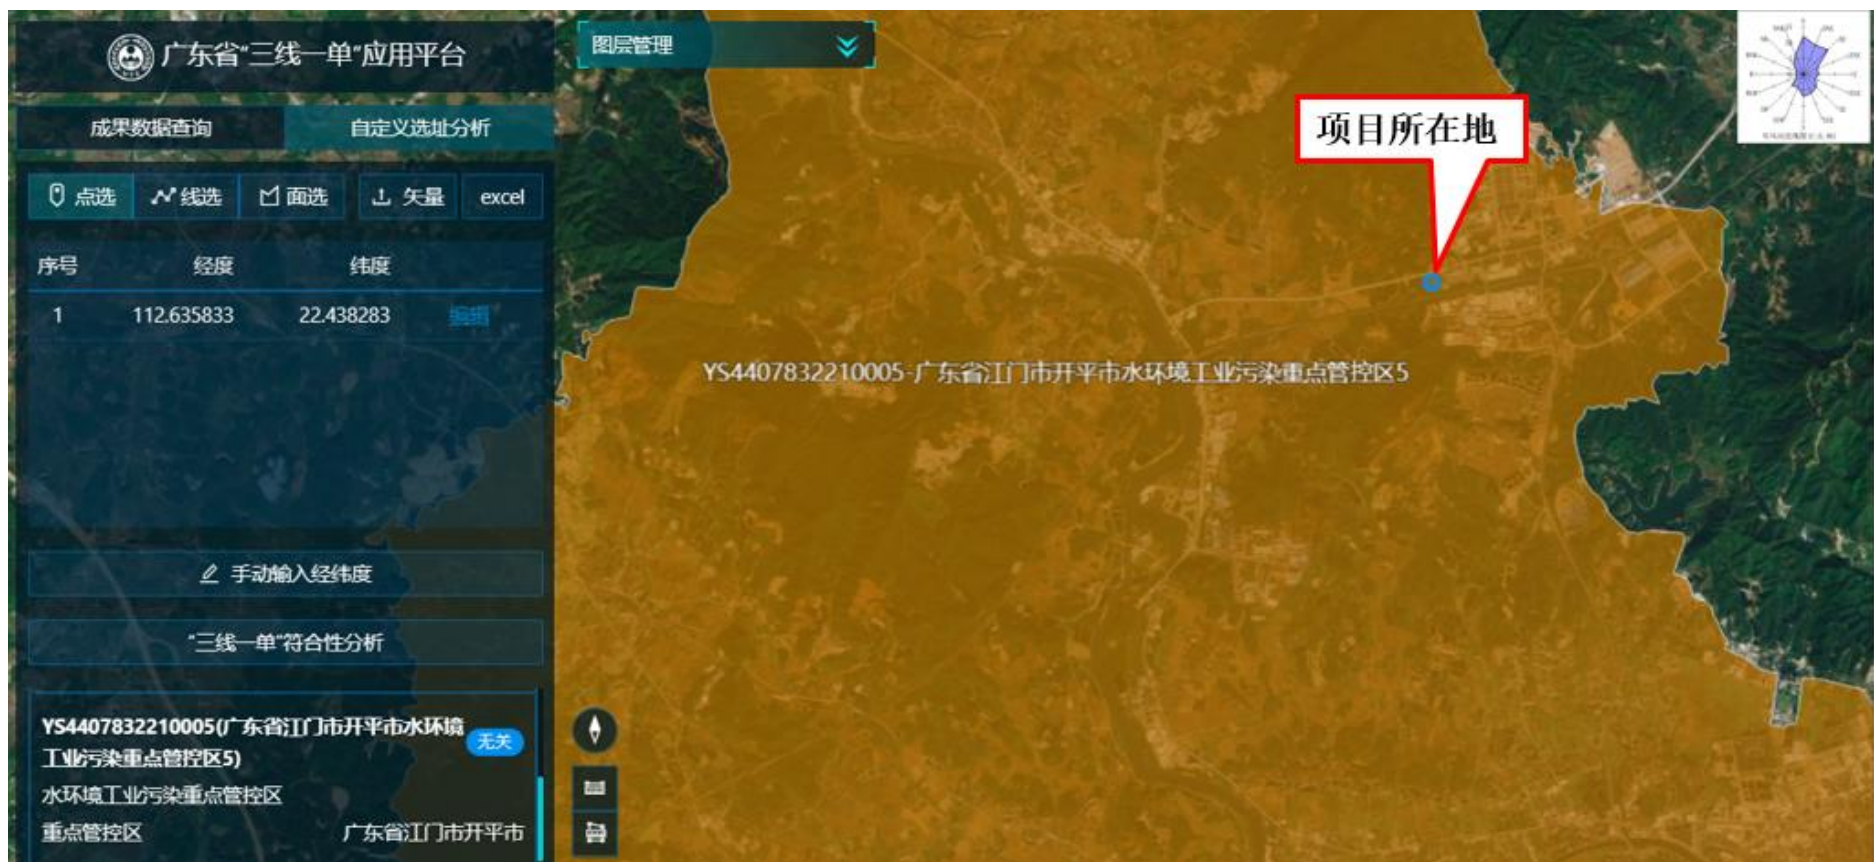 广东省“三线一单”应用平台
成果数据查询
自定义选址分析
点选
线选
面选
矢量
excel
序号 经度 纬度
1 112.635833 22.438283 编辑
手动输入经纬度
“三线一单”符合性分析
YS4407832210005(广东省江门市开平市水环境
工业污染重点管控区5)
无关
水环境工业污染重点管控区
重点管控区 广东省江门市开平市
图层管理
项目所在地
YS4407832210005-广东省江门市开平市水环境工业污染重点管控区5